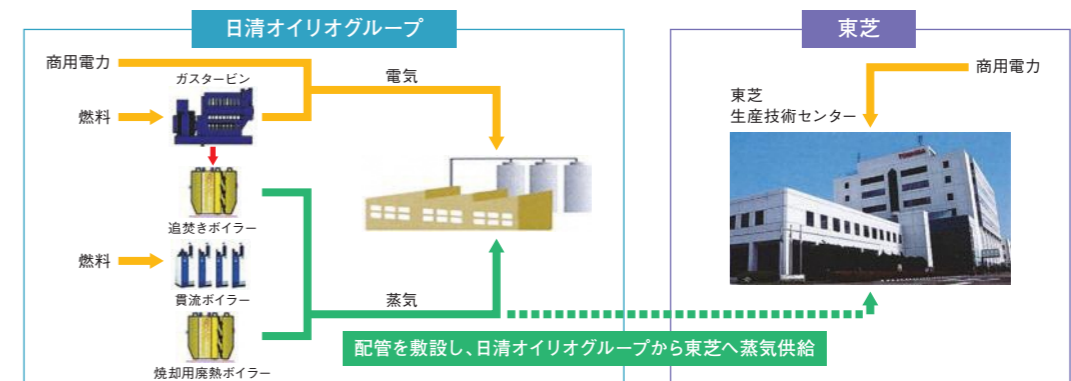 日清オイリオグループ
東芝
商用電力
ガスタービン
電気
商用電力
燃料
東芝
生産技術センター
TOSHIBA
追焚きボイラー
燃料
貫流ボイラー
蒸気
配管を敷設し、日清オイリオグループから東芝へ蒸気供給
焼却用廃熱ボイラー